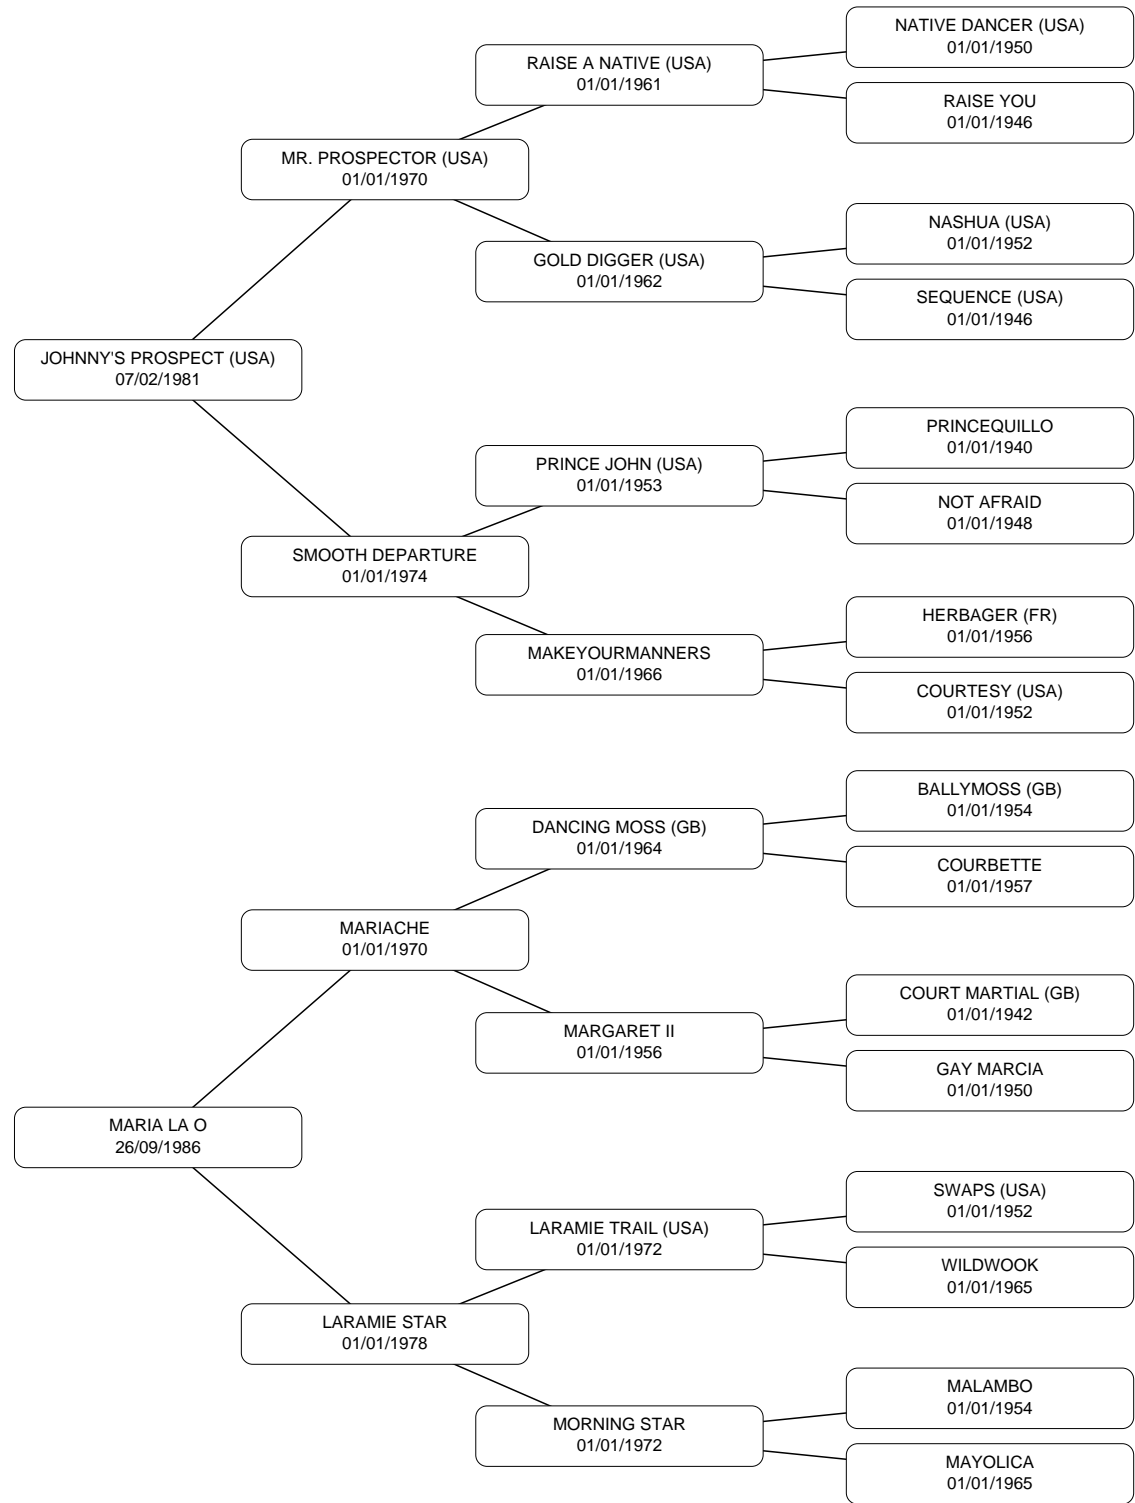 NATIVE DANCER (USA)
01/01/1950
RAISE A NATIVE (USA)
01/01/1961
RAISE YOU
01/01/1946
MR. PROSPECTOR (USA)
01/01/1970
NASHUA (USA)
01/01/1952
GOLD DIGGER (USA)
01/01/1962
SEQUENCE (USA)
01/01/1946
JOHNNY'S PROSPECT (USA)
07/02/1981
PRINCEQUILLO
01/01/1940
PRINCE JOHN (USA)
01/01/1953
NOT AFRAID
01/01/1948
SMOOTH DEPARTURE
01/01/1974
HERBAGER (FR)
01/01/1956
MAKEYOURMANNERS
01/01/1966
COURTESY (USA)
01/01/1952
BALLYMOSS (GB)
01/01/1954
DANCING MOSS (GB)
01/01/1964
COURBETTE
01/01/1957
MARIACHE
01/01/1970
COURT MARTIAL (GB)
01/01/1942
MARGARET II
01/01/1956
GAY MARCIA
01/01/1950
MARIA LA O
26/09/1986
SWAPS (USA)
01/01/1952
LARAMIE TRAIL (USA)
01/01/1972
WILDWOOK
01/01/1965
LARAMIE STAR
01/01/1978
MALAMBO
01/01/1954
MORNING STAR
01/01/1972
MAYOLICA
01/01/1965